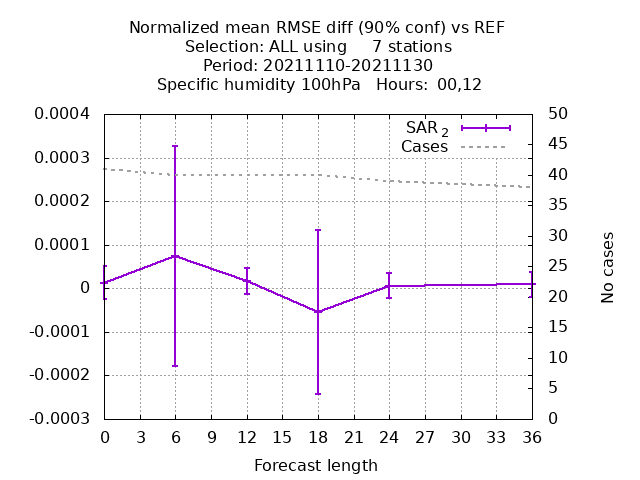 Normalized mean RMSE diff (90% conf) vs REF
Selection: ALL using     7 stations
Period: 20211110-20211130
Specific humidity 100hPa   Hours:  00,12
SAR 2
Cases
0.0004
0.0003
0.0002
0.0001
0
-0.0001
-0.0002
-0.0003
50
45
40
35
30
25
20
15
10
5
0
No cases
0 3 6 9 12 15 18 21 24 27 30 33 36
Forecast length